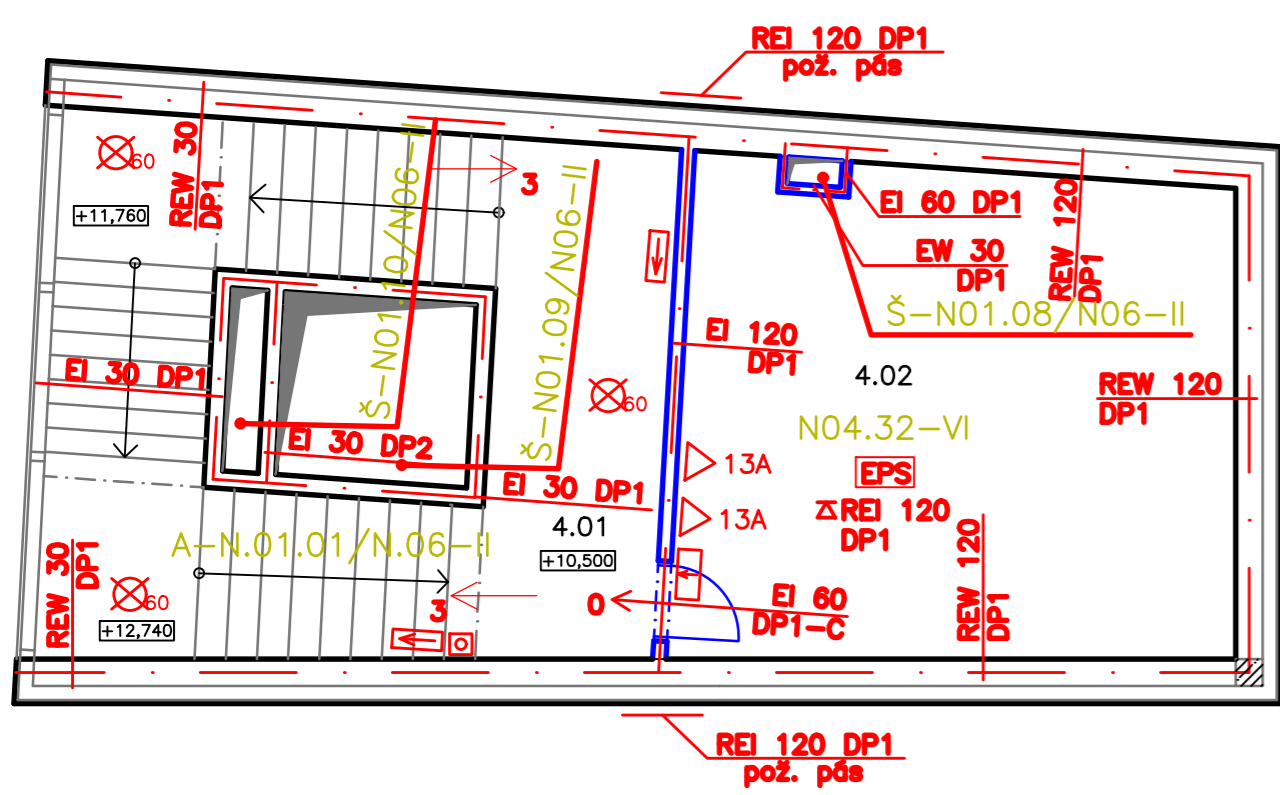 REI 120 DP1
pož. pás
60
REW 30
DP1
+11,760
Š-N01.10/N06-II
3
Š-N01.09/N06-II
EI 60 DP1
EW 30
DP1
REW 120
DP1
Š-N01.08/N06-II
EI 120
DP1
4.02
EI 30 DP1
60
REW 120
DP1
N04.32-VI
EI 30 DP2
13A
EPS
EI 30 DP1
13A
REI 120
DP1
4.01
A-N.01.01/N.06-II
+10,500
REW 120
DP1
REW 30
DP1
60
3
0
EI 60
DP1-C
+12,740
REI 120 DP1
pož. pás